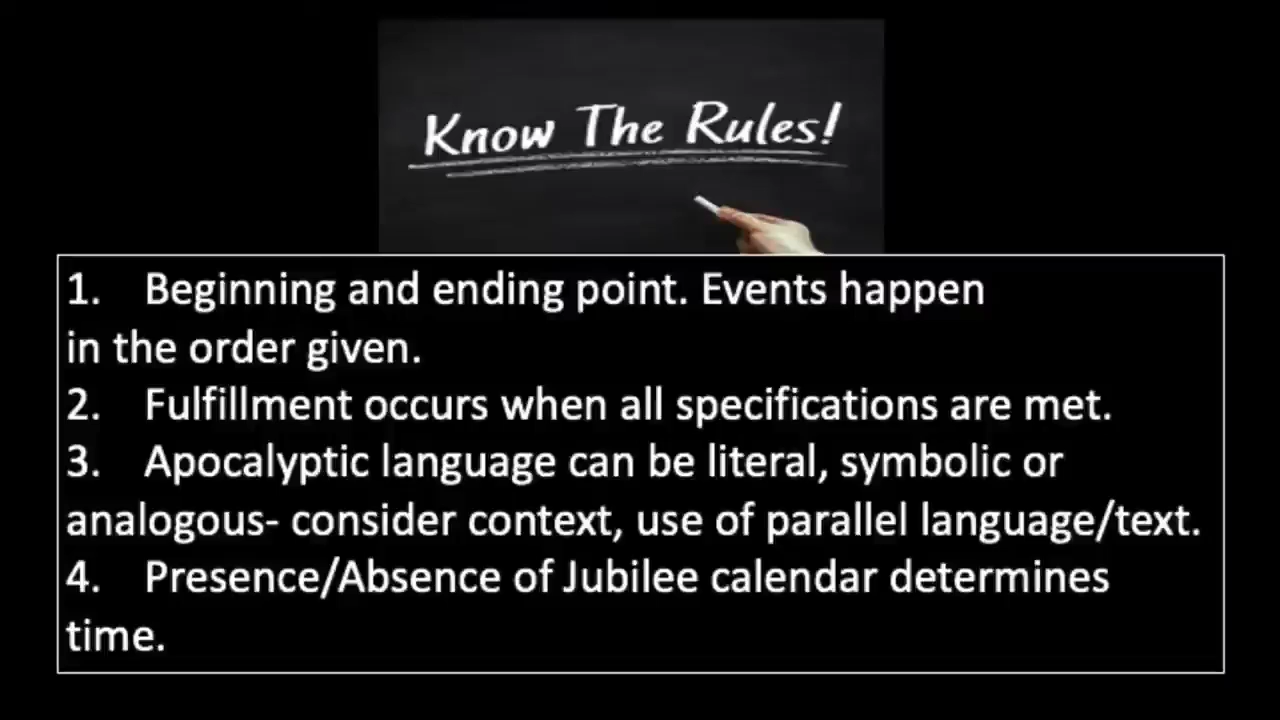 Know The Rules!
1. Beginning and ending point. Events happen
in the order given.
2. Fulfillment occurs when all specifications are met.
3. Apocalyptic language can be literal, symbolic or
analogous- consider context, use of parallel language/text.
4. Presence/Absence of Jubilee calendar determines
time.